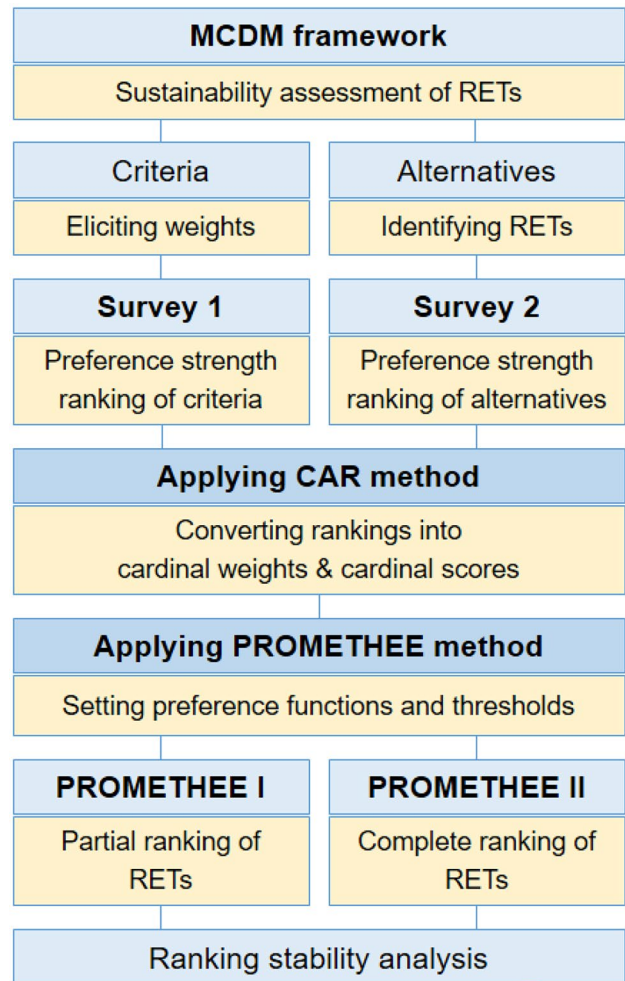 MCDM framework
Sustainability assessment of RETs
Criteria
Eliciting weights
Alternatives
Identifying RETs
Survey 1
Preference strength
ranking of criteria
Survey 2
Preference strength
ranking of alternatives
Applying CAR method
Converting rankings into
cardinal weights & cardinal scores
Applying PROMETHEE method
Setting preference functions and thresholds
PROMETHEE I
Partial ranking of
RETs
PROMETHEE II
Complete ranking of
RETs
Ranking stability analysis